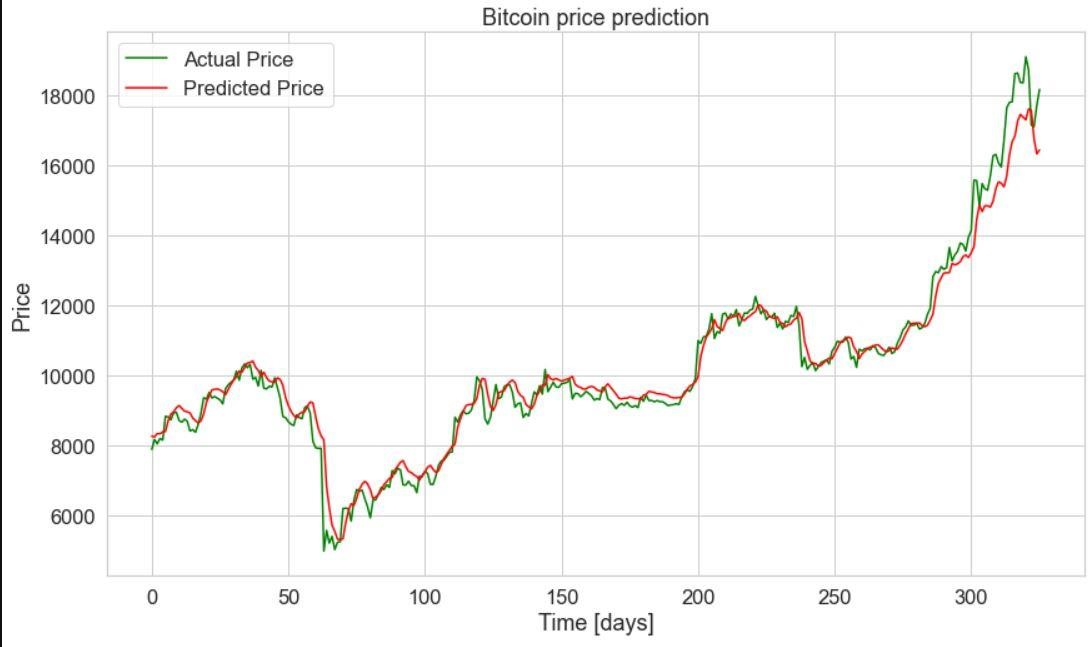 Bitcoin price prediction
Actual Price
Predicted Price
18000
16000
14000
12000
10000
8000
6000
Price
0 50 100 150 200 250 300
Time [days]